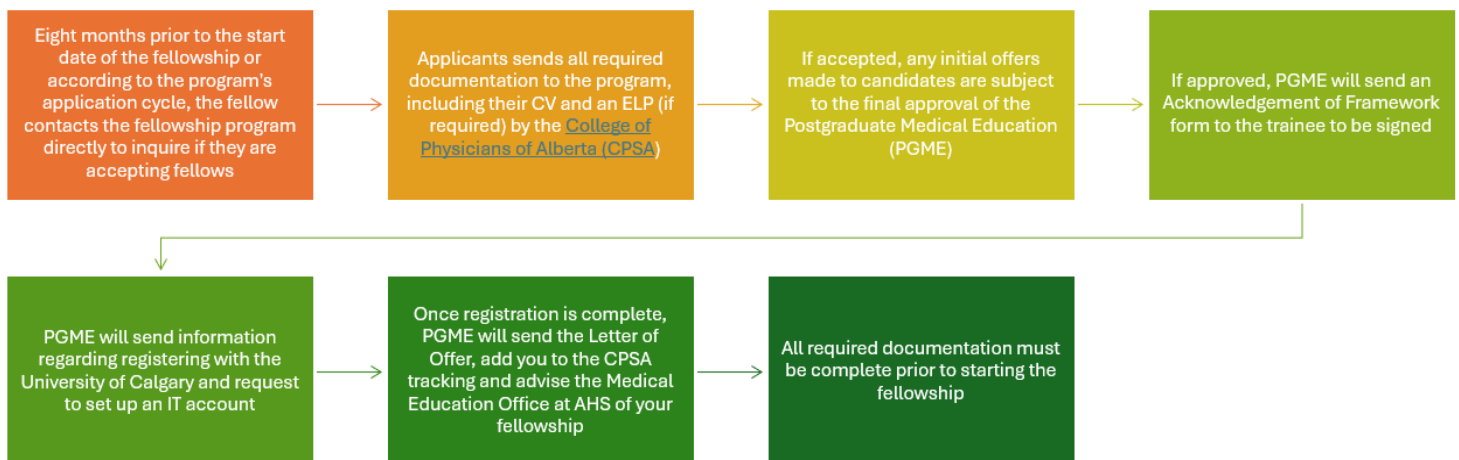 Eight months prior to the start
date of the fellowship or
according to the program's
application cycle, the fellow
contacts the fellowship program
directly to inquire if they are
accepting fellows
Applicants sends all required
documentation to the program,
including their CV and an ELP (if
required) by the College of
Physicians of Alberta (CPSA)
If accepted, any initial offers
made to candidates are subject
to the final approval of the
Postgraduate Medical Education
(PGME)
If approved, PGME will send an
Acknowledgement of Framework
form to the trainee to be signed
PGME will send information
regarding registering with the
University of Calgary and request
to set up an IT account
Once registration is complete,
PGME will send the Letter of
Offer, add you to the CPSA
tracking and advise the Medical
Education Office at AHS of your
fellowship
All required documentation must
be complete prior to starting the
fellowship